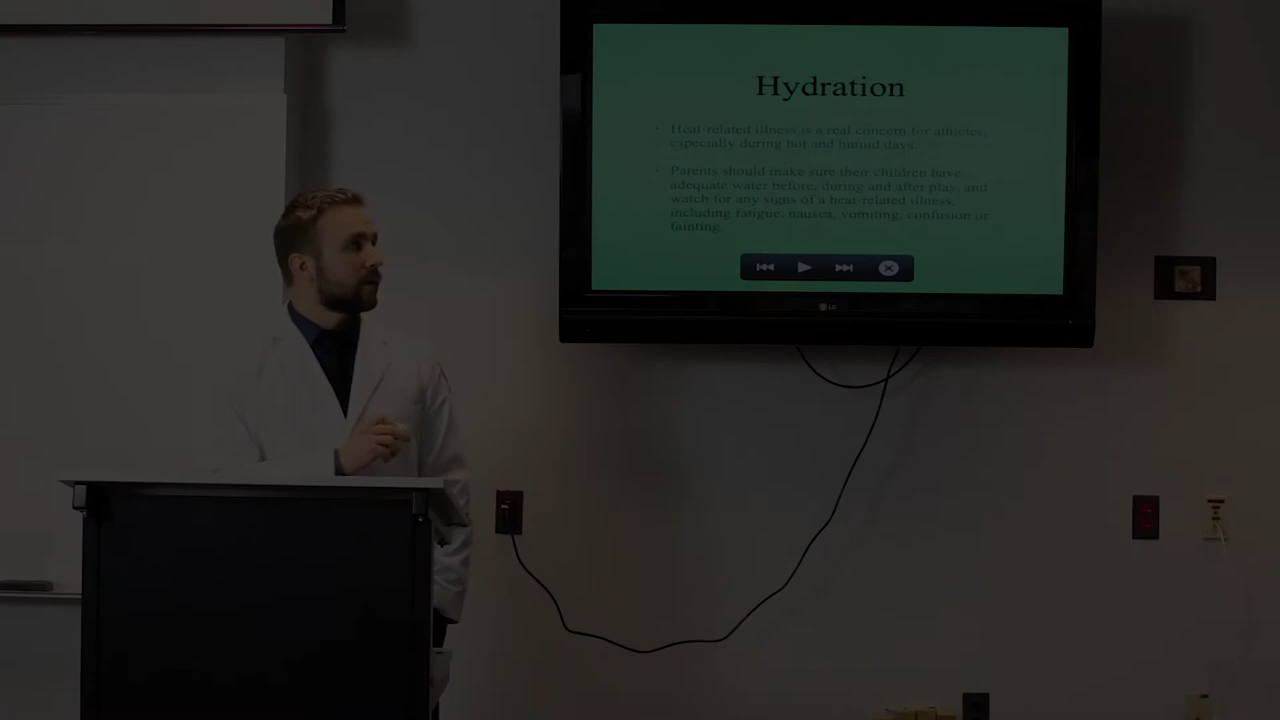 Hydration
• Heat-related illness is a real concern for athletes,
especially during hot and humid days.
• Parents should make sure their children have
adequate water before, during and after play, and
watch for any signs of a heat-related illness,
including fatigue, nausea, vomiting, confusion or
fainting.
LG